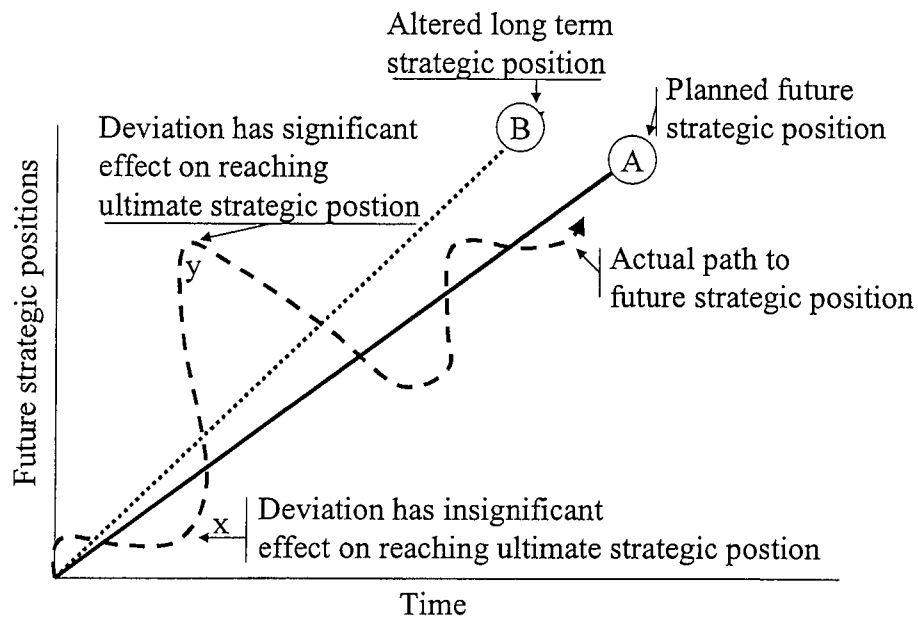 Altered long term
strategic position
B
Planned future
strategic position
A
Deviation has significant
effect on reaching
ultimate strategic postion
y
Actual path to
future strategic position
Future strategic positions
x
Deviation has insignificant
effect on reaching ultimate strategic postion
Time